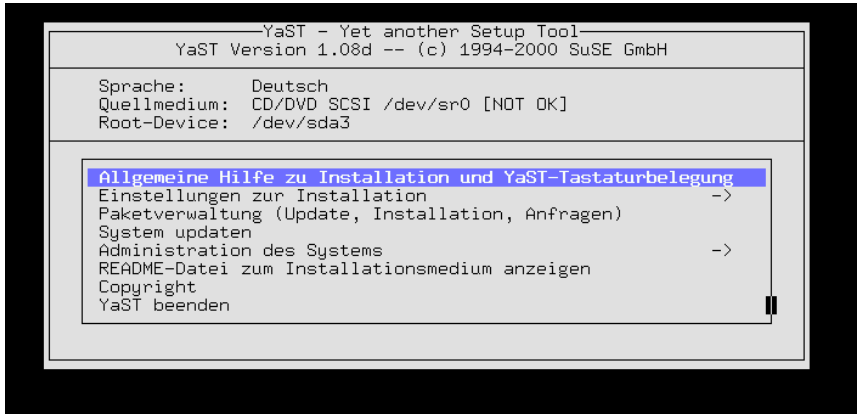 YaST - Yet another Setup Tool
YaST Version 1.08d -- (c) 1994-2000 SuSE GmbH
Sprache: Deutsch
Quellmedium: CD/DVD SCSI /dev/sr0 [NOT OK]
Root-Device: /dev/sda3
Allgemeine Hilfe zu Installation und YaST-Tastaturbelegung
Einstellungen zur Installation ->
Paketverwaltung (Update, Installation, Anfragen)
System updaten
Administration des Systems ->
README-Datei zum Installationsmedium anzeigen
Copyright
YaST beenden